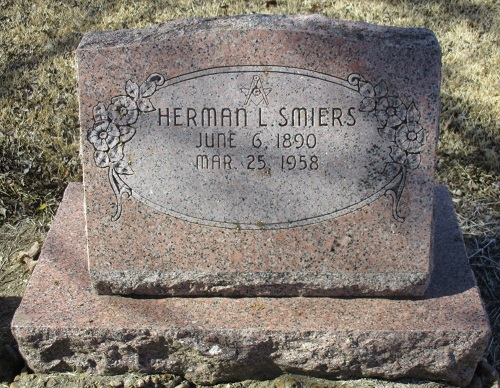 HERMAN L. SMIERS
JUNE 6, 1890
MAR. 25, 1958